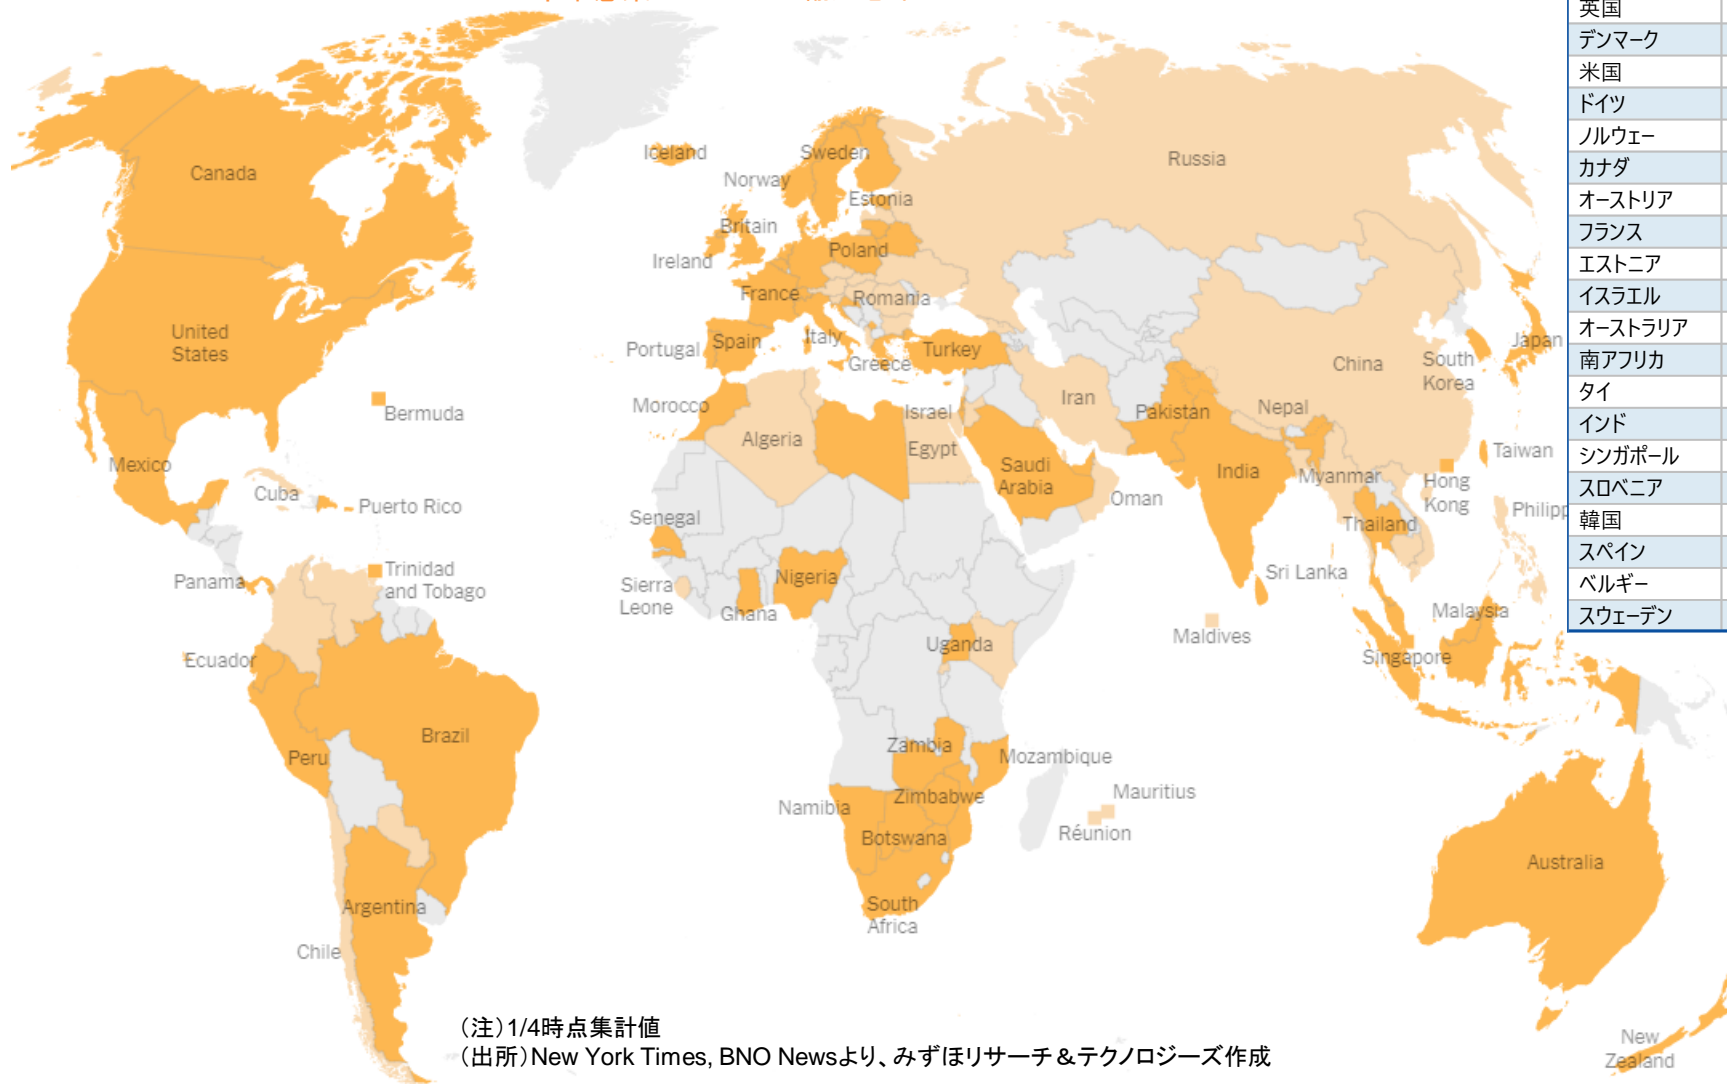 英国
デンマーク
米国
ドイツ
ノルウェー
カナダ
オーストリア
フランス
エストニア
イスラエル
オーストラリア
南アフリカ
タイ
インド
シンガポール
スロベニア
韓国
スペイン
ベルギー
スウェーデン
Canada
United
States
Mexico
Bermuda
Cuba
Puerto Rico
Panama
Trinidad
and Tobago
Ecuador
Peru
Brazil
Argentina
Chile
Iceland
Norway
Sweden
Estonia
Britain
Ireland
Poland
France
Romania
Portugal
Spain
Italy
Greece
Turkey
Morocco
Algeria
Israel
Egypt
Saudi
Arabia
Oman
Iran
Senegal
Sierra
Leone
Ghana
Nigeria
Uganda
Zambia
Mozambique
Namibia
Zimbabwe
Botswana
Mauritius
Réunion
South
Africa
Russia
China
South
Korea
Japan
Pakistan
Nepal
India
Myanmar
Hong
Kong
Taiwan
Philipp
Thailand
Sri Lanka
Maldives
Malaysia
Singapore
Australia
New
Zealand
(注)1/4時点集計値
(出所)New York Times, BNO Newsより、みずほリサーチ&テクノロジーズ作成